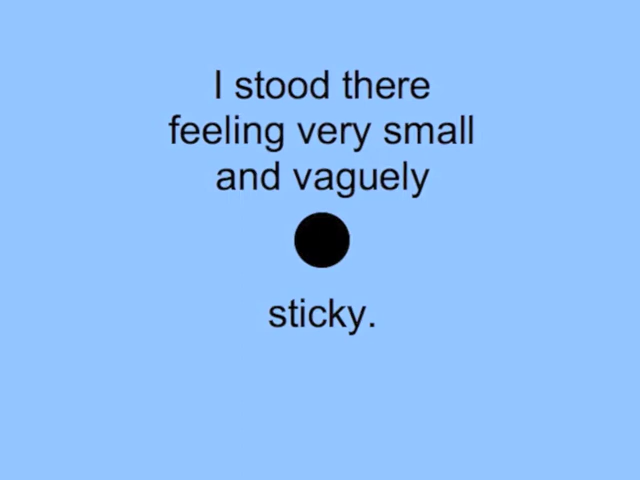 I stood there
feeling very small
and vaguely
sticky.